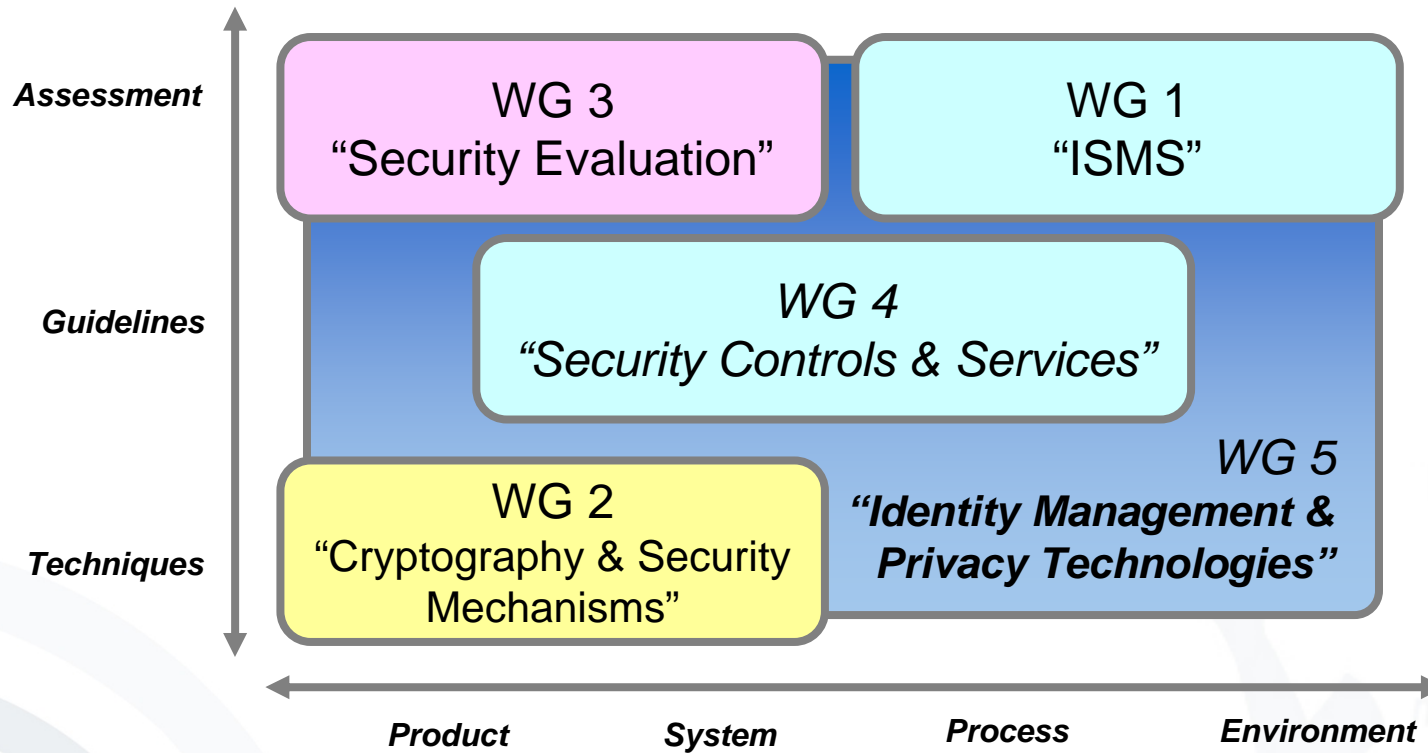 Assessment
WG 3
“Security Evaluation”
WG 1
“ISMS”
Guidelines
WG 4
“Security Controls & Services”
WG 5
“Identity Management &
Privacy Technologies”
Techniques
WG 2
“Cryptography & Security
Mechanisms”
Product
System
Process
Environment